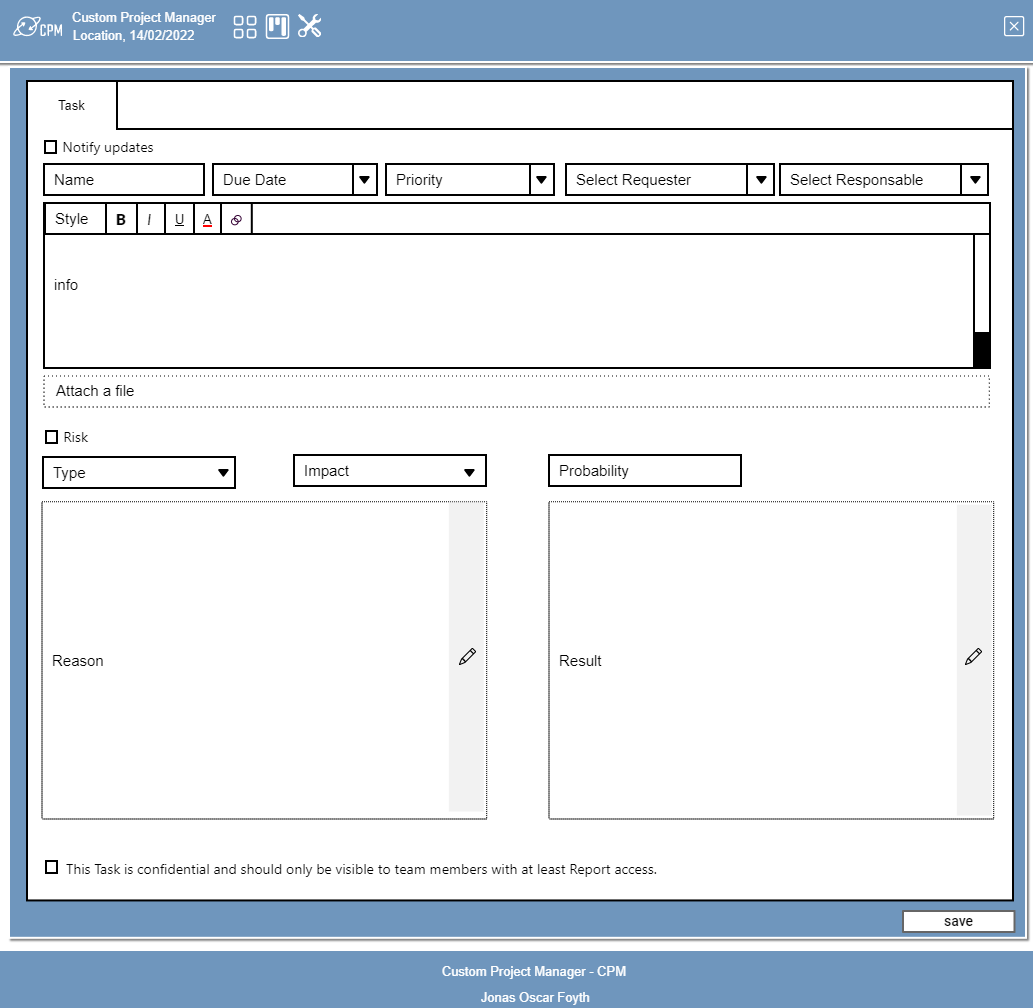 CPM
Custom Project Manager
Location, 14/02/2022
Task
Notify updates
Name Due Date Priority Select Requester Select Responsable
Style B I U A
info
Attach a file
Risk
Type Impact Probability
Reason Result
This Task is confidential and should only be visible to team members with at least Report access.
save
Custom Project Manager - CPM
Jonas Oscar Foyth